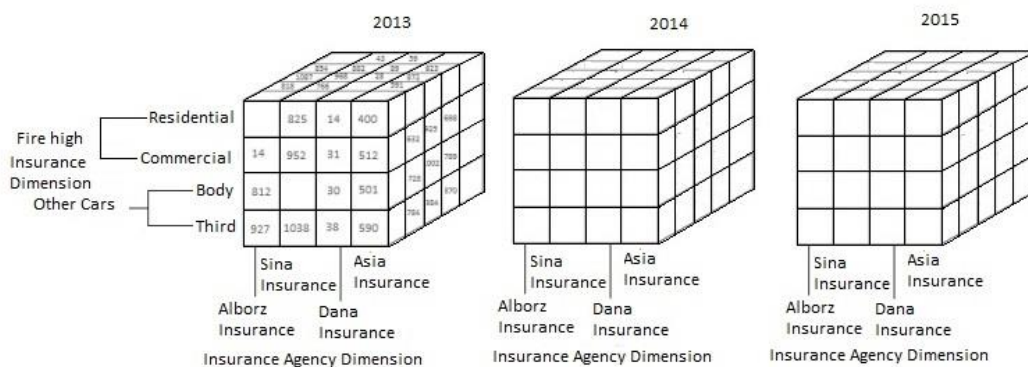 2013
2014
2015
Residential 825 14 400
Fire high
Insurance
Dimension
Commercial 14 952 31 512
Body 812 30 501
Other Cars
Third 927 1038 38 590
Sina
Insurance
Asia
Insurance
Alborz
Insurance
Dana
Insurance
Insurance Agency Dimension
Sina
Insurance
Asia
Insurance
Alborz
Insurance
Dana
Insurance
Insurance Agency Dimension
Sina
Insurance
Asia
Insurance
Alborz
Insurance
Dana
Insurance
Insurance Agency Dimension